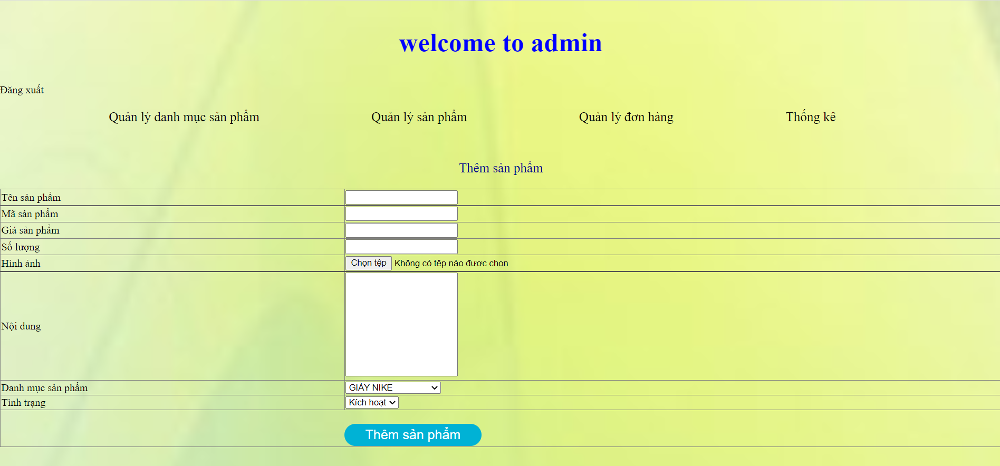 welcome to admin
Đăng xuất
Quản lý danh mục sản phẩm Quản lý sản phẩm Quản lý đơn hàng Thống kê
Thêm sản phẩm
Tên sản phẩm
Mã sản phẩm
Giá sản phẩm
Số lượng
Hình ảnh Chọn tệp Không có tệp nào được chọn
Nội dung
Danh mục sản phẩm GIÀY NIKE
Tình trạng Kích hoạt
Thêm sản phẩm